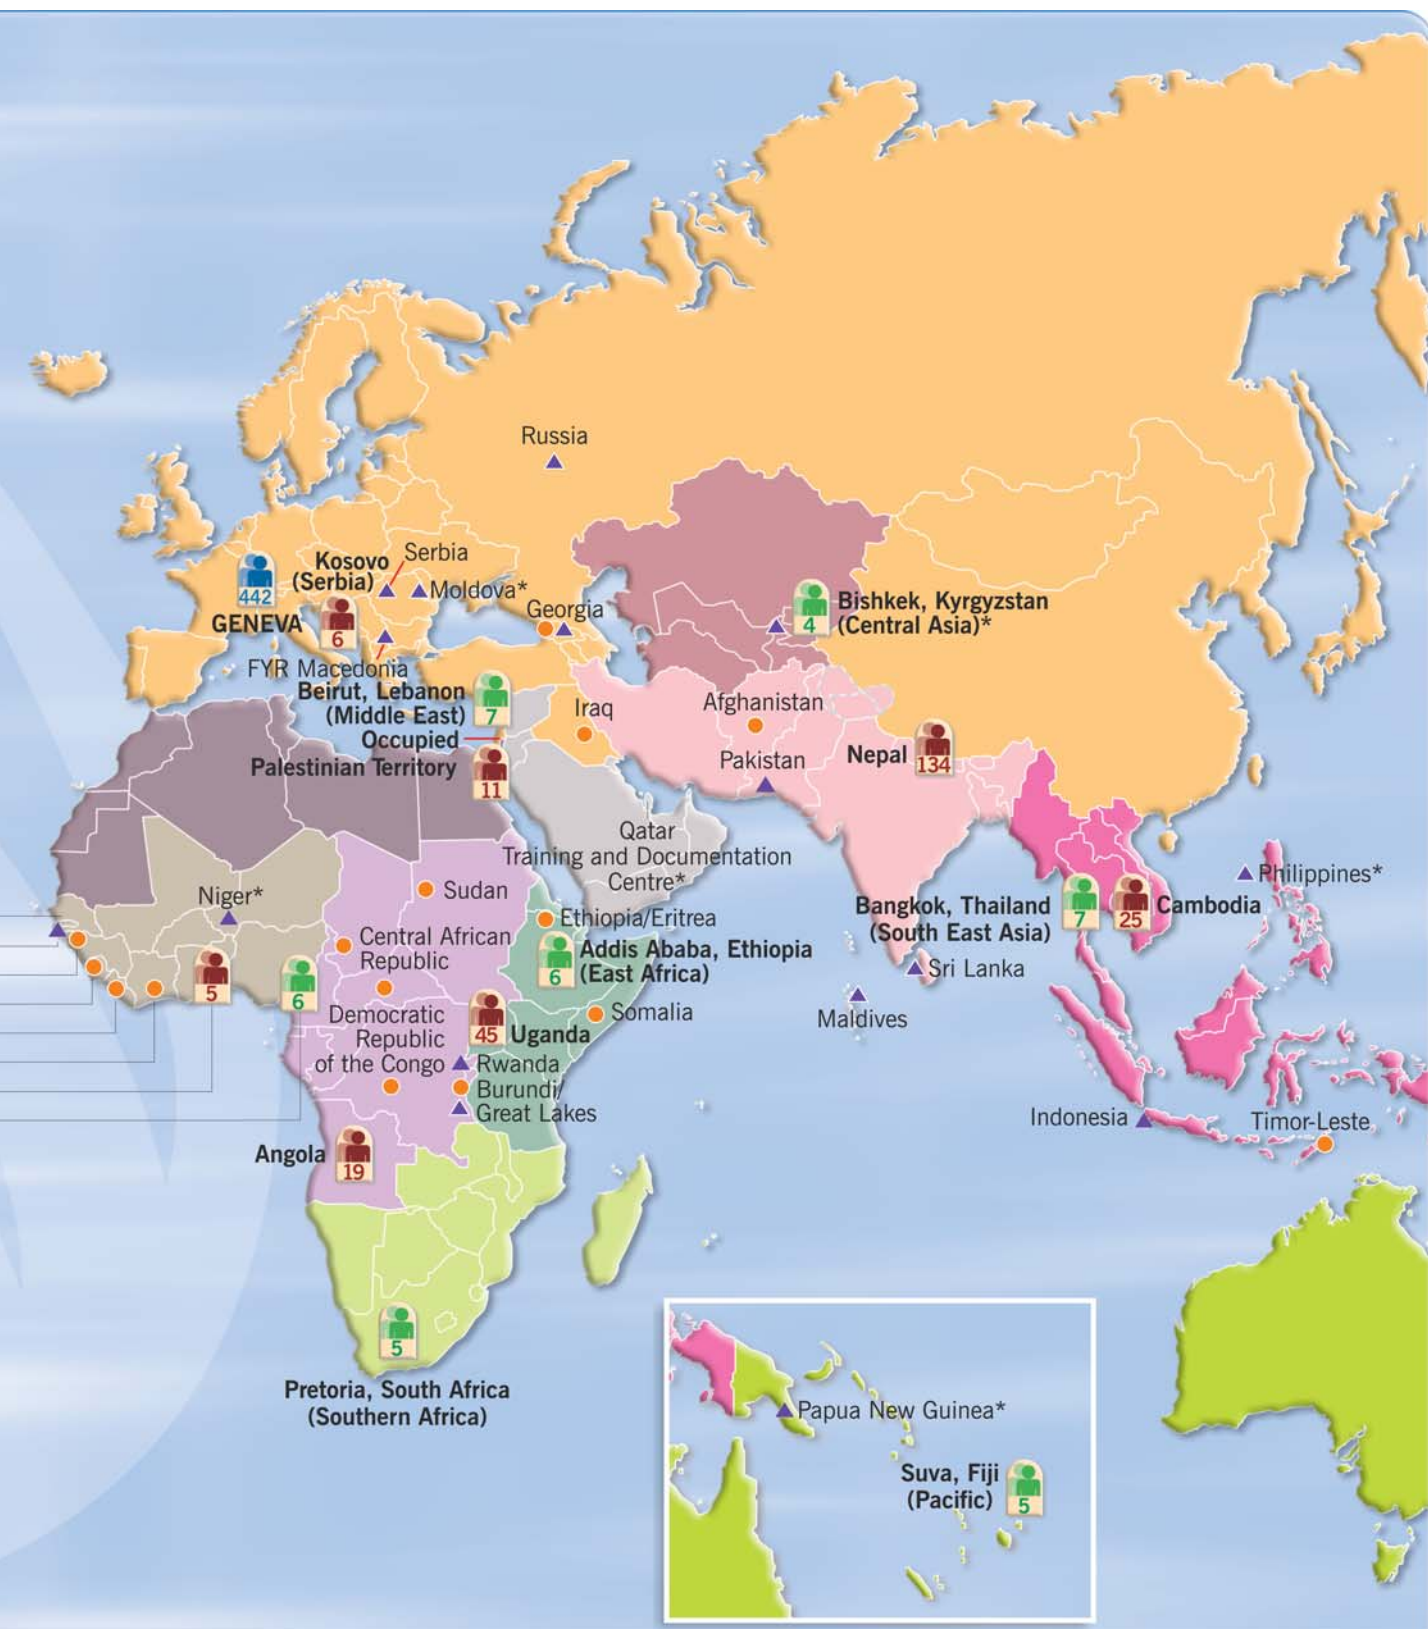 Russia
Serbia
Kosovo
(Serbia)
Moldova*
442
GENEVA
6
Georgia
4
Bishkek, Kyrgyzstan
(Central Asia)*
FYR Macedonia
Beirut, Lebanon
(Middle East)
7
Iraq
Afghanistan
Occupied
Palestinian Territory
11
Pakistan
Nepal
134
Qatar
Training and Documentation
Centre*
Niger*
Sudan
Philippines*
Ethiopia/Eritrea
Bangkok, Thailand
(South East Asia)
7
25
Cambodia
Central African
Republic
Addis Ababa, Ethiopia
(East Africa)
6
5
6
Sri Lanka
Democratic
Republic
of the Congo
45
Uganda
Somalia
Maldives
Rwanda
Burundi/
Great Lakes
Indonesia
Timor-Leste
Angola
19
5
Pretoria, South Africa
(Southern Africa)
Papua New Guinea*
Suva, Fiji
(Pacific)
5